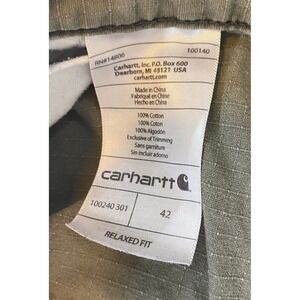 RN#14806 100140
Carhartt, Inc. P.O. Box 600
Dearborn, MI 48121 USA
carhartt.com
Made in China
Fabriqué en Chine
Hecho en China
100% Cotton
100% Coton
100% Algodón
Exclusive of Trimming
Sans garniture
Sin incluir adorno
carhartt
100240 301 42
RELAXED FIT